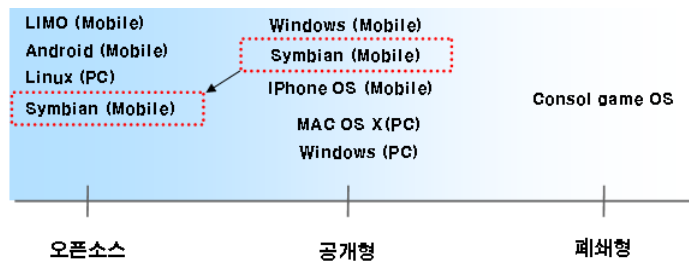 LIMO (Mobile)
Android (Mobile)
Linux (PC)
Symbian (Mobile)
Windows (Mobile)
Symbian (Mobile)
IPhone OS (Mobile)
MAC OS X(PC)
Windows (PC)
Consol game OS
오픈소스
공개형
폐쇄형